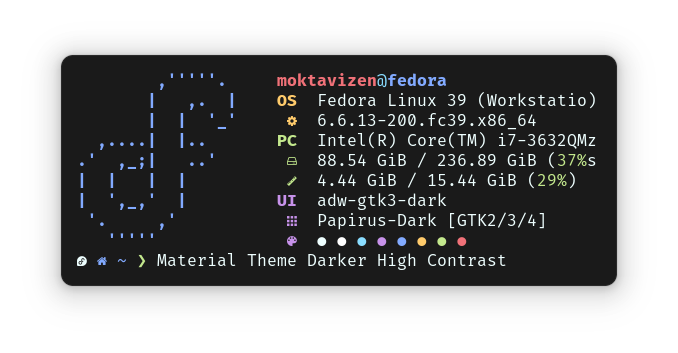 moktavizen@fedora
OS Fedora Linux 39 (Workstatio)
6.6.13-200.fc39.x86_64
PC Intel(R) Core(TM) i7-3632QMz
88.54 GiB / 236.89 GiB (37%s
4.44 GiB / 15.44 GiB (29%)
UI adw-gtk3-dark
Papirus-Dark [GTK2/3/4]
~ ❯ Material Theme Darker High Contrast